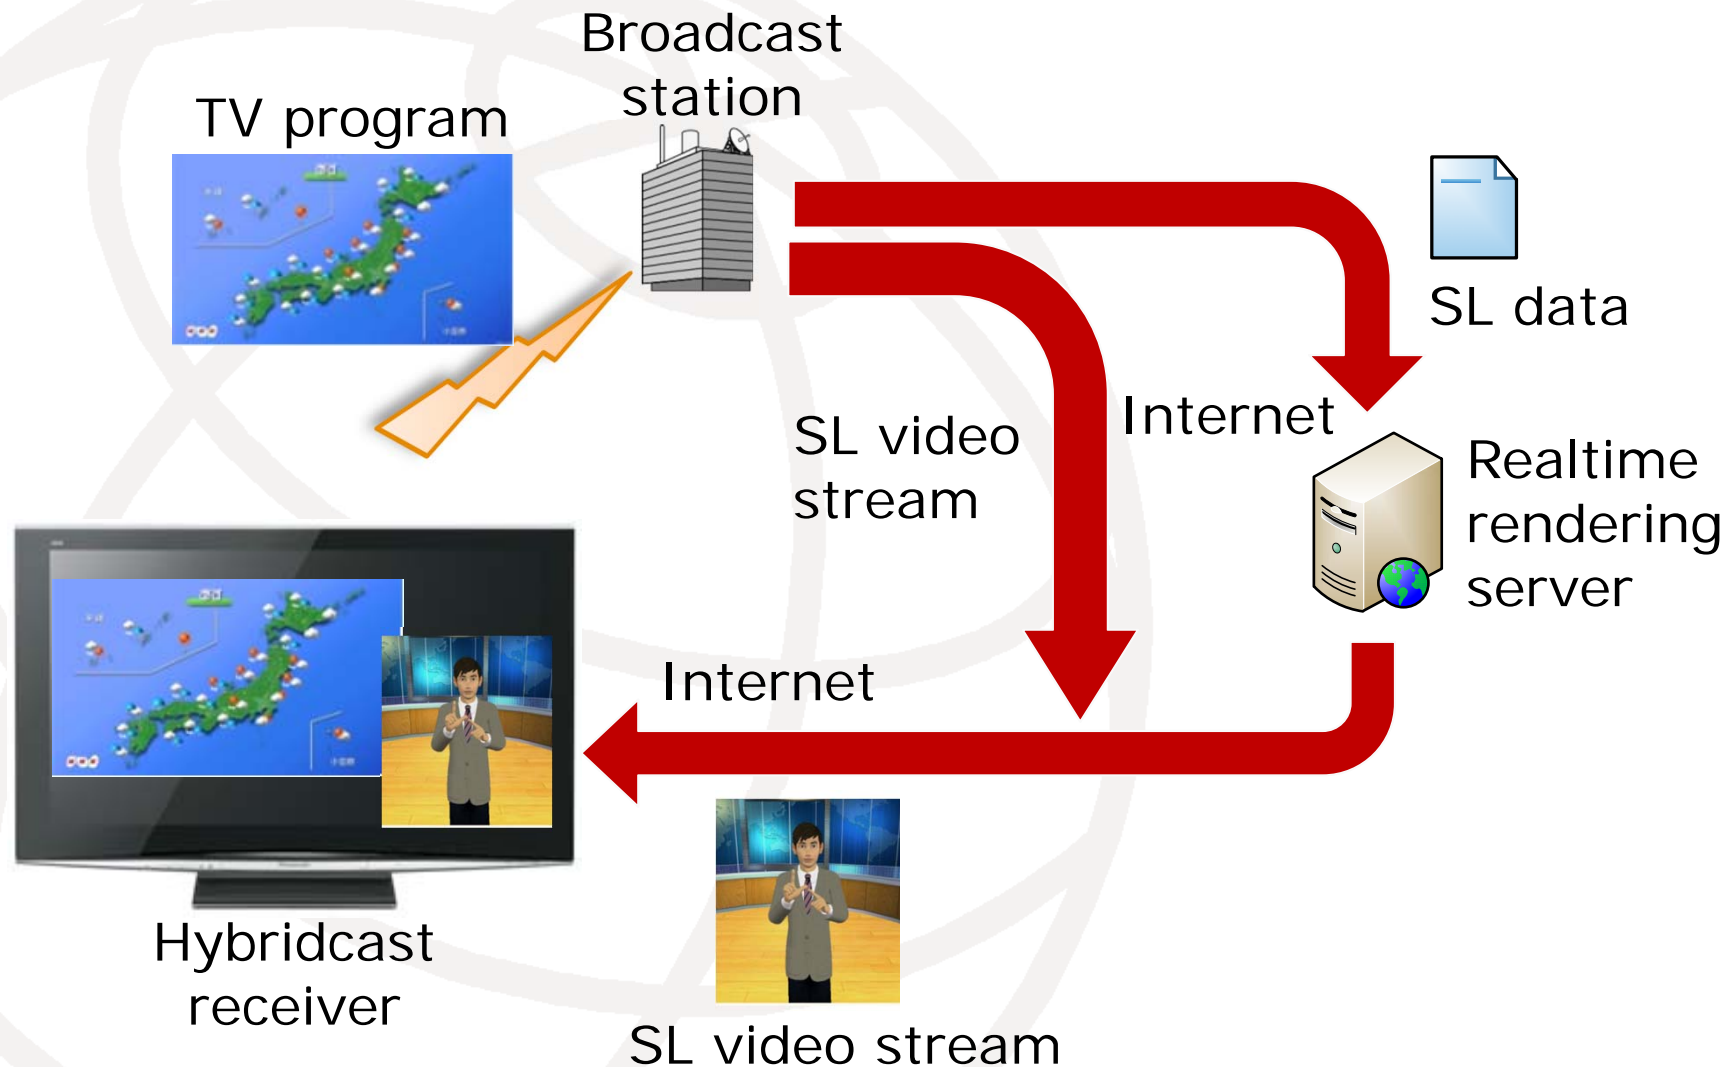 Broadcast
station
TV program
SL data
Internet
SL video
stream
Realtime
rendering
server
Internet
Hybridcast
receiver
SL video stream